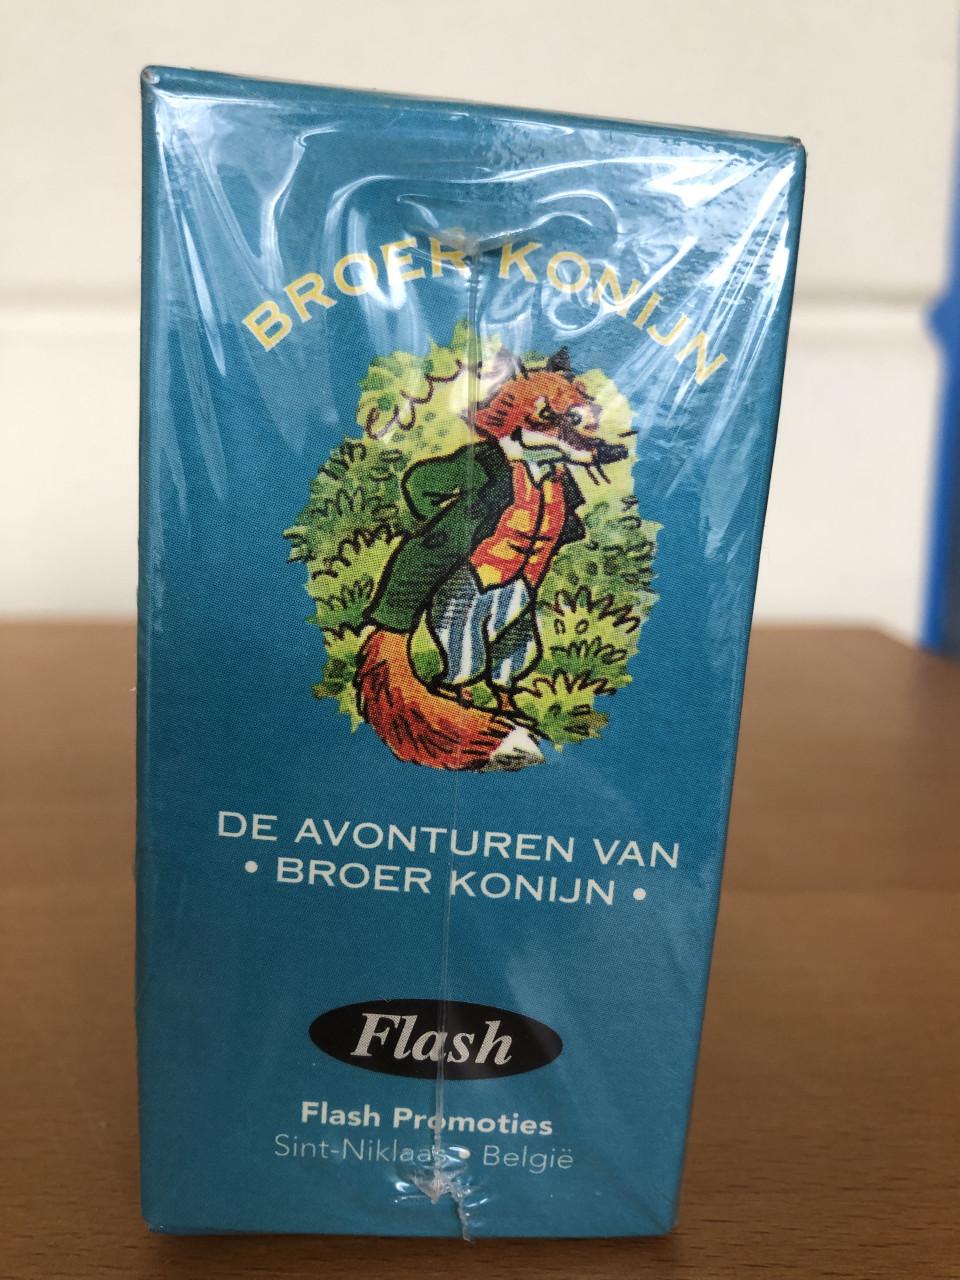 BROER KONIJN
DE AVONTUREN VAN
• BROER KONIJN •
Flash
Flash Promoties
Sint-Niklaas • België